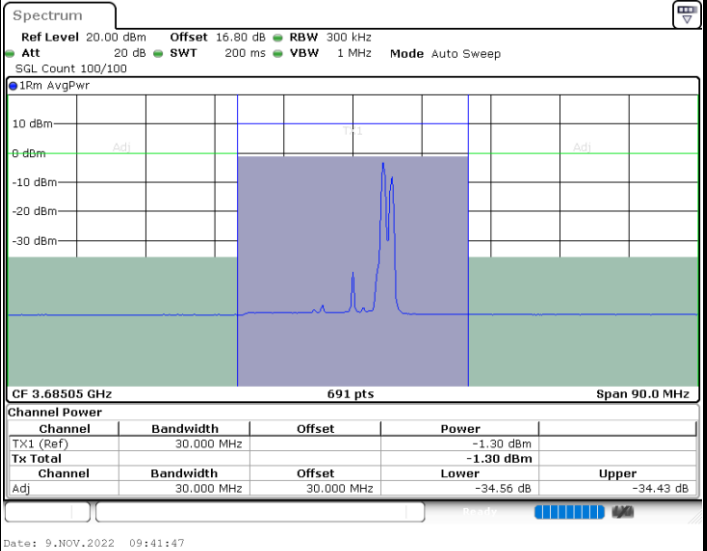 Spectrum
Ref Level 20.00 dBm Offset 16.80 dB RBW 300 kHz
Att 20 dB SWT 200 ms VBW 1 MHz Mode Auto Sweep
SGL Count 100/100
1Rm AvgPwr
10 dBm
TX1
Adj Adj
0 dBm
-10 dBm
-20 dBm
-30 dBm
CF 3.68505 GHz 691 pts Span 90.0 MHz
Channel Power
Channel Bandwidth Offset Power
TX1 (Ref) 30.000 MHz -1.30 dBm
Tx Total -1.30 dBm
Channel Bandwidth Offset Lower Upper
Adj 30.000 MHz 30.000 MHz -34.56 dB -34.43 dB
Ready
Date: 9.NOV.2022 09:41:47